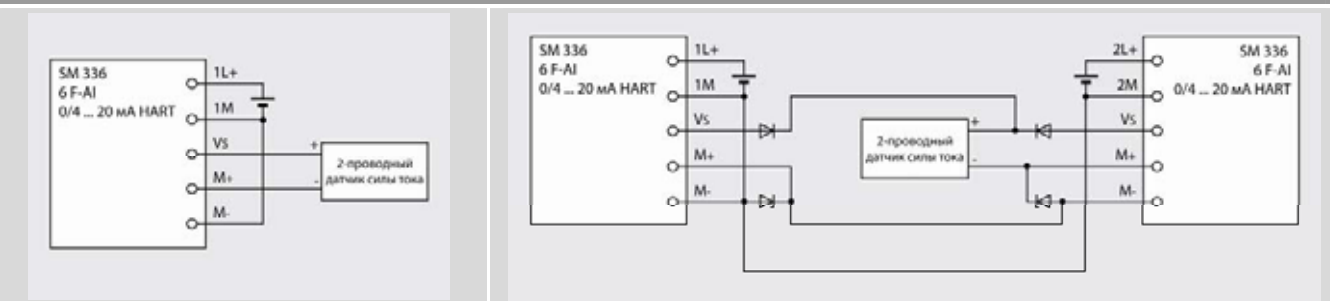 SM 336
6 F-AI
0/4 ... 20 мА HART
1L+
1M
Vs
M+
M-
+
-
2-проводный
датчик силы тока
SM 336
6 F-AI
0/4 ... 20 мА HART
1L+
1M
Vs
M+
M-
+
-
2-проводный
датчик силы тока
2L+
2M
Vs
M+
M-
SM 336
6 F-AI
0/4 ... 20 мА HART